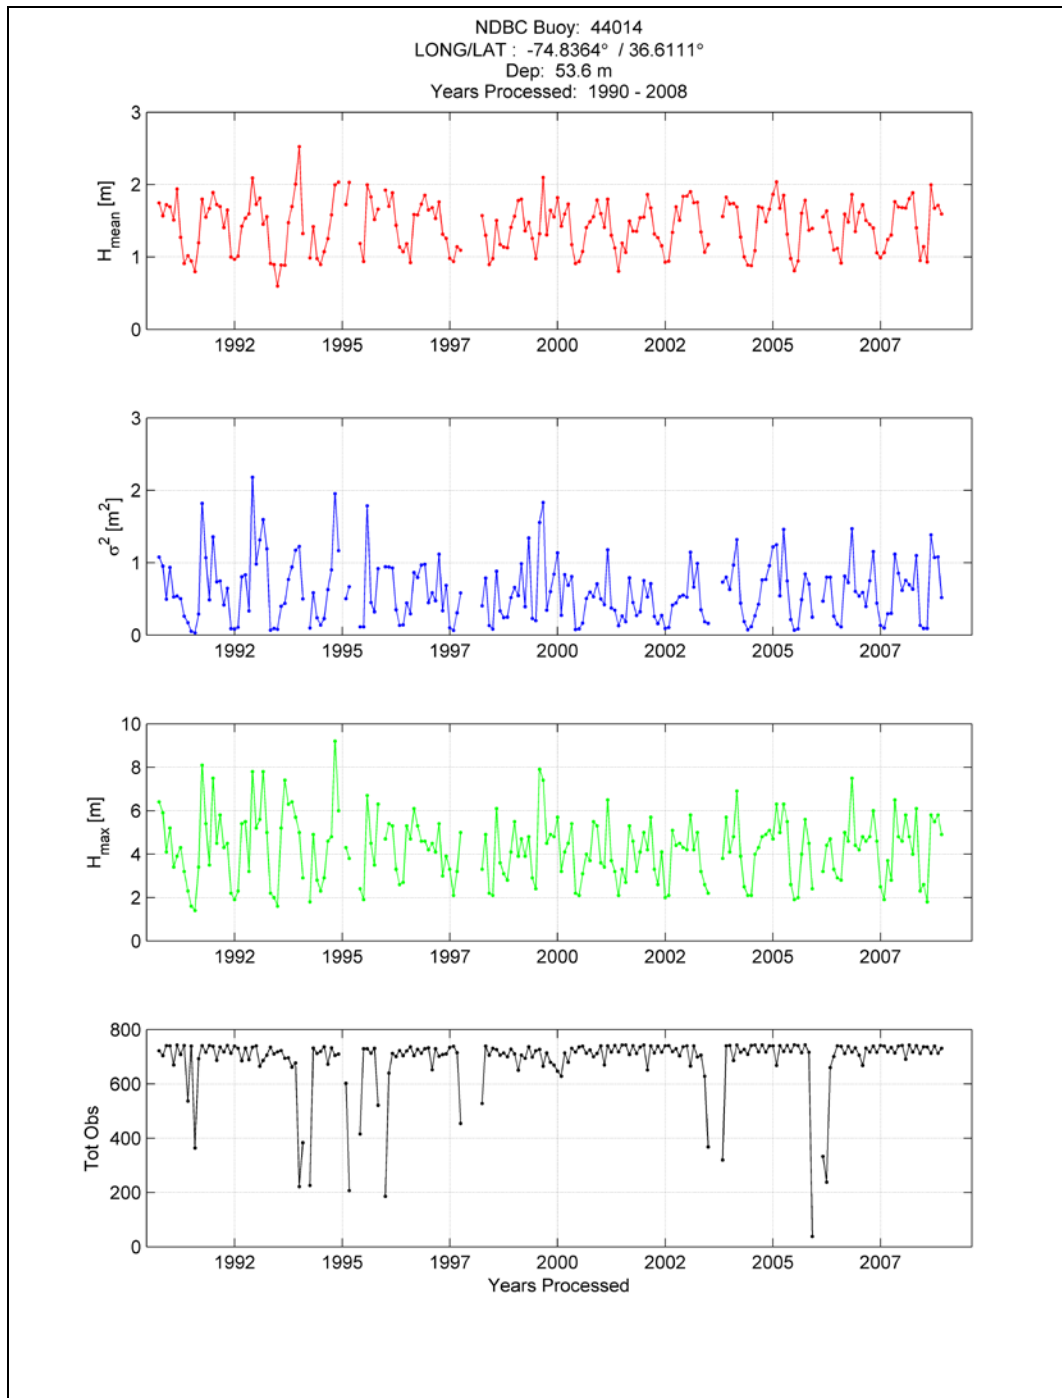 NDBC Buoy: 44014
LONG/LAT : -74.8364° / 36.6111°
Dep: 53.6 m
Years Processed: 1990 - 2008
3
2
1
0
H_mean [m]
1992 1995 1997 2000 2002 2005 2007
3
2
1
0
σ² [m²]
1992 1995 1997 2000 2002 2005 2007
10
8
6
4
2
0
H_max [m]
1992 1995 1997 2000 2002 2005 2007
800
600
400
200
0
Tot Obs
1992 1995 1997 2000 2002 2005 2007
Years Processed